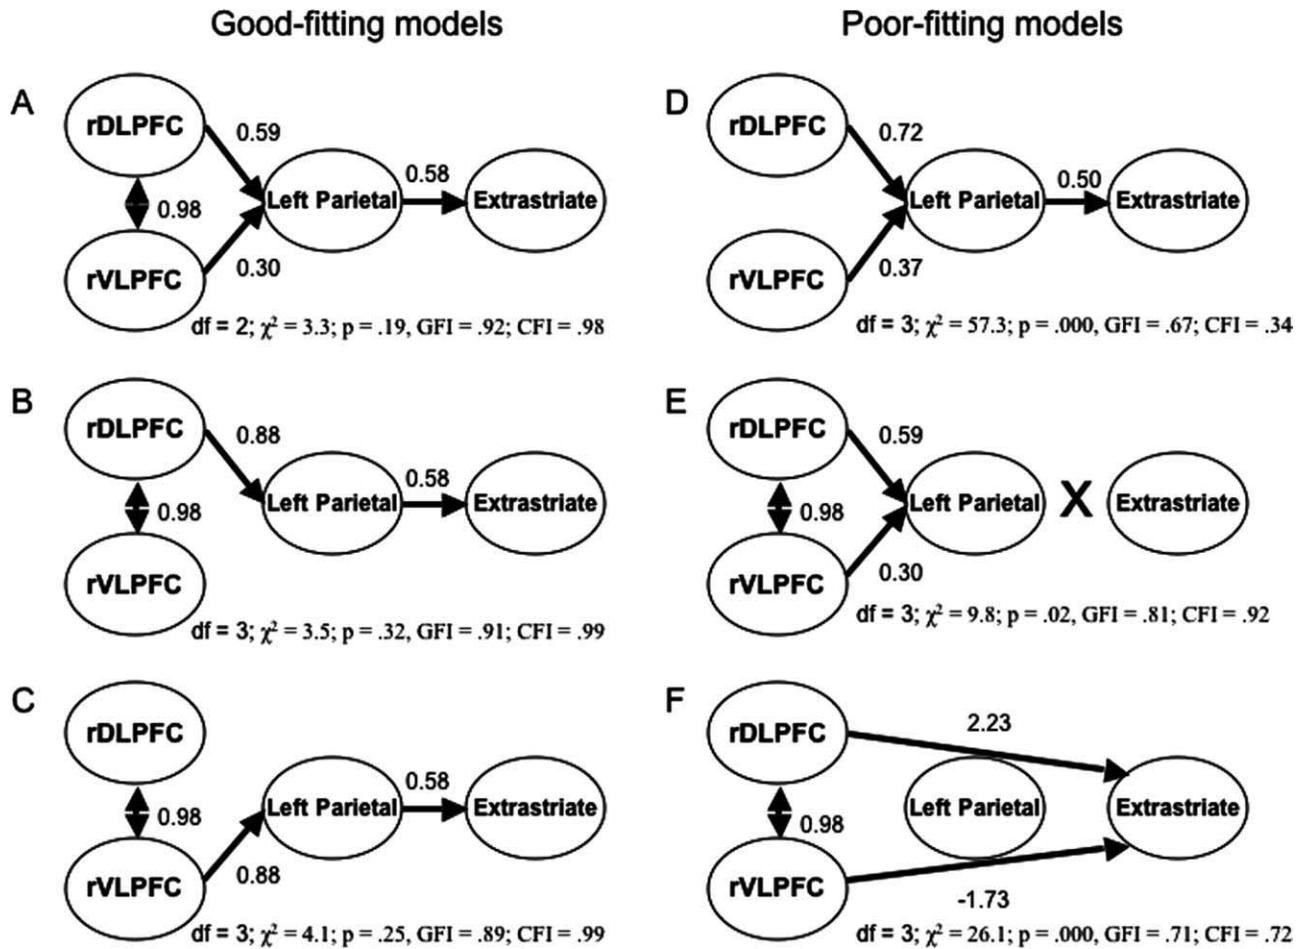 Good-fitting models
A
rDLPFC
0.59
0.98
Left Parietal
0.58
Extrastriate
rVLPFC
0.30
df = 2; χ² = 3.3; p = .19, GFI = .92; CFI = .98
B
rDLPFC
0.88
0.98
Left Parietal
0.58
Extrastriate
rVLPFC
df = 3; χ² = 3.5; p = .32, GFI = .91; CFI = .99
C
rDLPFC
0.98
Left Parietal
0.58
Extrastriate
rVLPFC
0.88
df = 3; χ² = 4.1; p = .25, GFI = .89; CFI = .99
Poor-fitting models
D
rDLPFC
0.72
Left Parietal
0.50
Extrastriate
rVLPFC
0.37
df = 3; χ² = 57.3; p = .000, GFI = .67; CFI = .34
E
rDLPFC
0.59
0.98
Left Parietal
X
Extrastriate
rVLPFC
0.30
df = 3; χ² = 9.8; p = .02, GFI = .81; CFI = .92
F
rDLPFC
2.23
0.98
Left Parietal
Extrastriate
rVLPFC
-1.73
df = 3; χ² = 26.1; p = .000, GFI = .71; CFI = .72